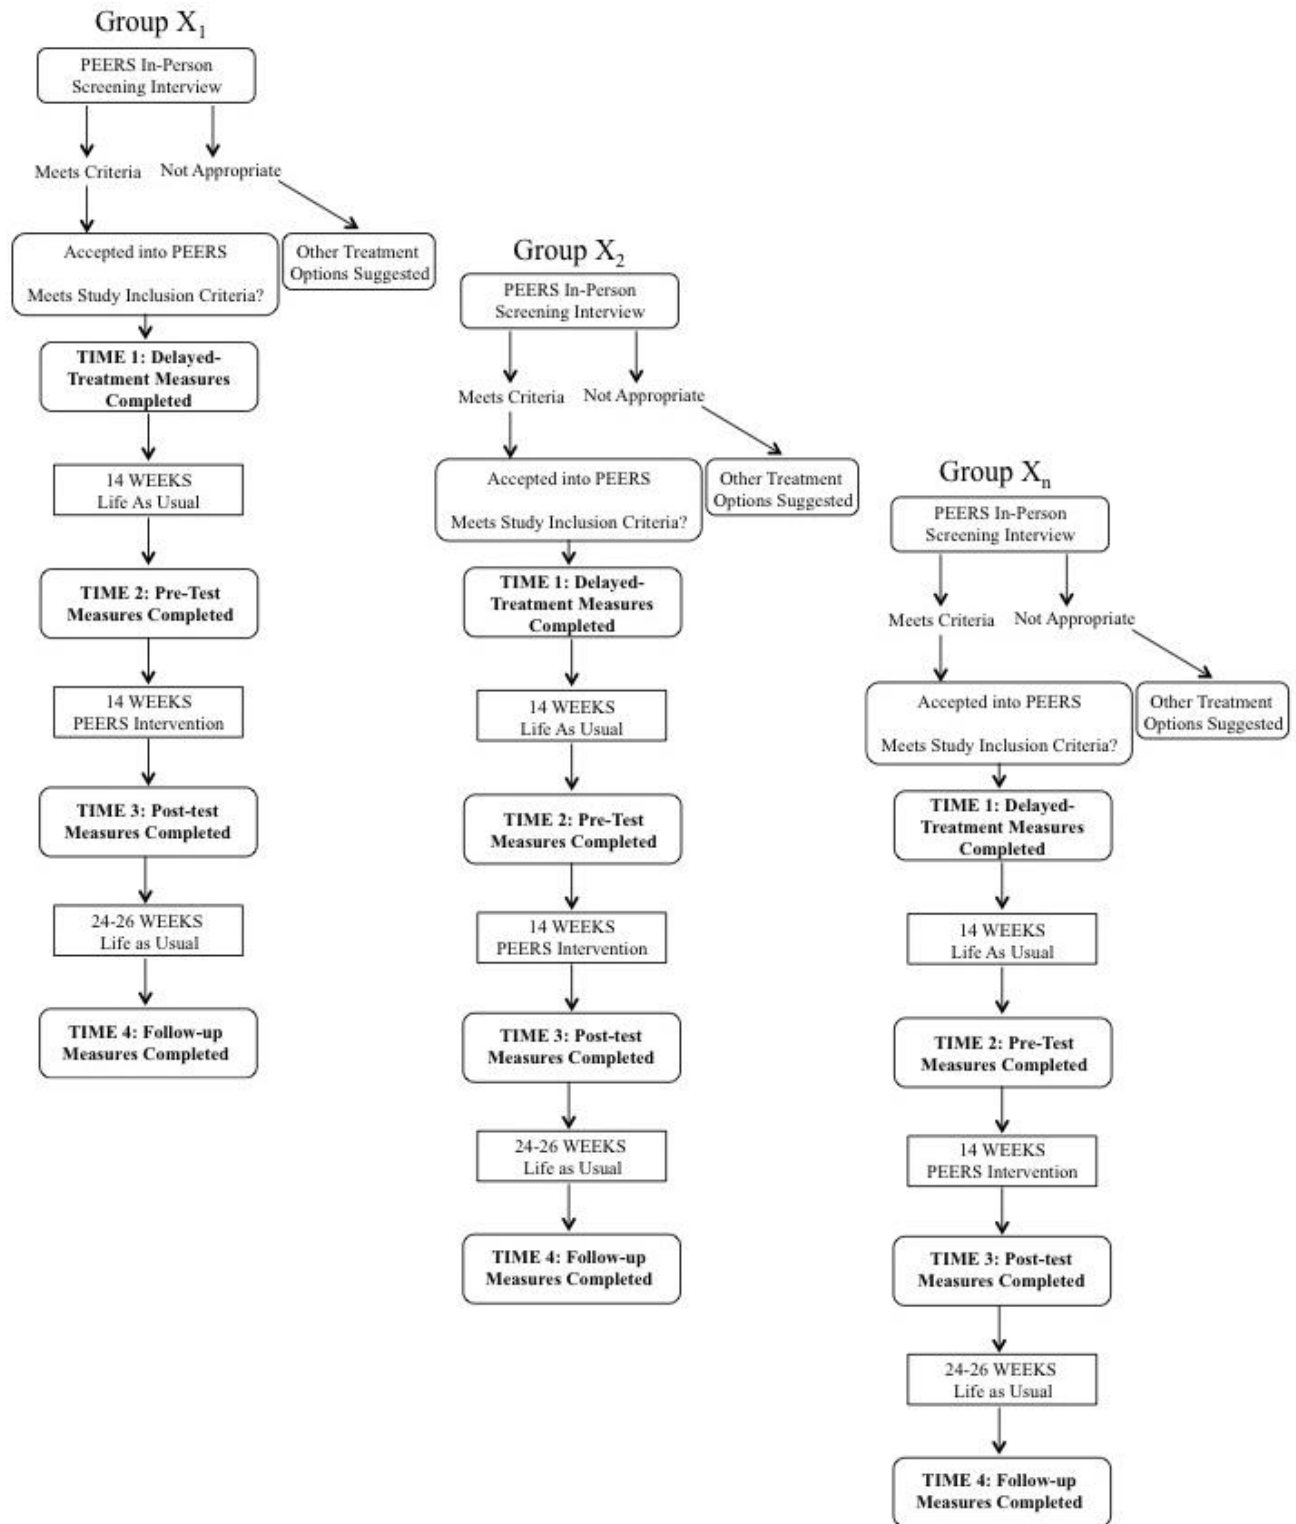 Group X1
PEERS In-Person
Screening Interview
Meets Criteria
Not Appropriate
Accepted into PEERS
Meets Study Inclusion Criteria?
Other Treatment
Options Suggested
TIME 1: Delayed-
Treatment Measures
Completed
14 WEEKS
Life As Usual
TIME 2: Pre-Test
Measures Completed
14 WEEKS
PEERS Intervention
TIME 3: Post-test
Measures Completed
24-26 WEEKS
Life as Usual
TIME 4: Follow-up
Measures Completed
Group X2
PEERS In-Person
Screening Interview
Meets Criteria
Not Appropriate
Accepted into PEERS
Meets Study Inclusion Criteria?
Other Treatment
Options Suggested
TIME 1: Delayed-
Treatment Measures
Completed
14 WEEKS
Life As Usual
TIME 2: Pre-Test
Measures Completed
14 WEEKS
PEERS Intervention
TIME 3: Post-test
Measures Completed
24-26 WEEKS
Life as Usual
TIME 4: Follow-up
Measures Completed
Group Xn
PEERS In-Person
Screening Interview
Meets Criteria
Not Appropriate
Accepted into PEERS
Meets Study Inclusion Criteria?
Other Treatment
Options Suggested
TIME 1: Delayed-
Treatment Measures
Completed
14 WEEKS
Life As Usual
TIME 2: Pre-Test
Measures Completed
14 WEEKS
PEERS Intervention
TIME 3: Post-test
Measures Completed
24-26 WEEKS
Life as Usual
TIME 4: Follow-up
Measures Completed